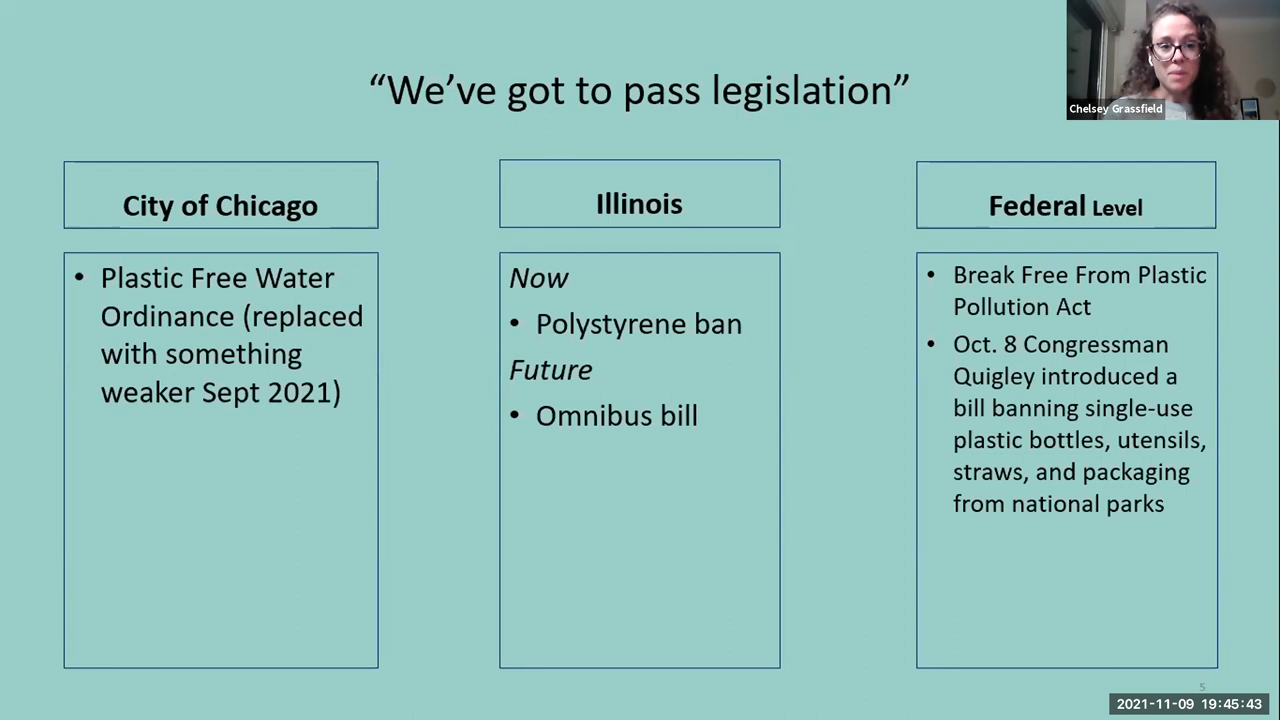 “We’ve got to pass legislation”
Chelsey Grassfield
City of Chicago
• Plastic Free Water
Ordinance (replaced
with something
weaker Sept 2021)
Illinois
Now
• Polystyrene ban
Future
• Omnibus bill
Federal Level
• Break Free From Plastic
Pollution Act
• Oct. 8 Congressman
Quigley introduced a
bill banning single-use
plastic bottles, utensils,
straws, and packaging
from national parks
5
2021-11-09 19:45:43